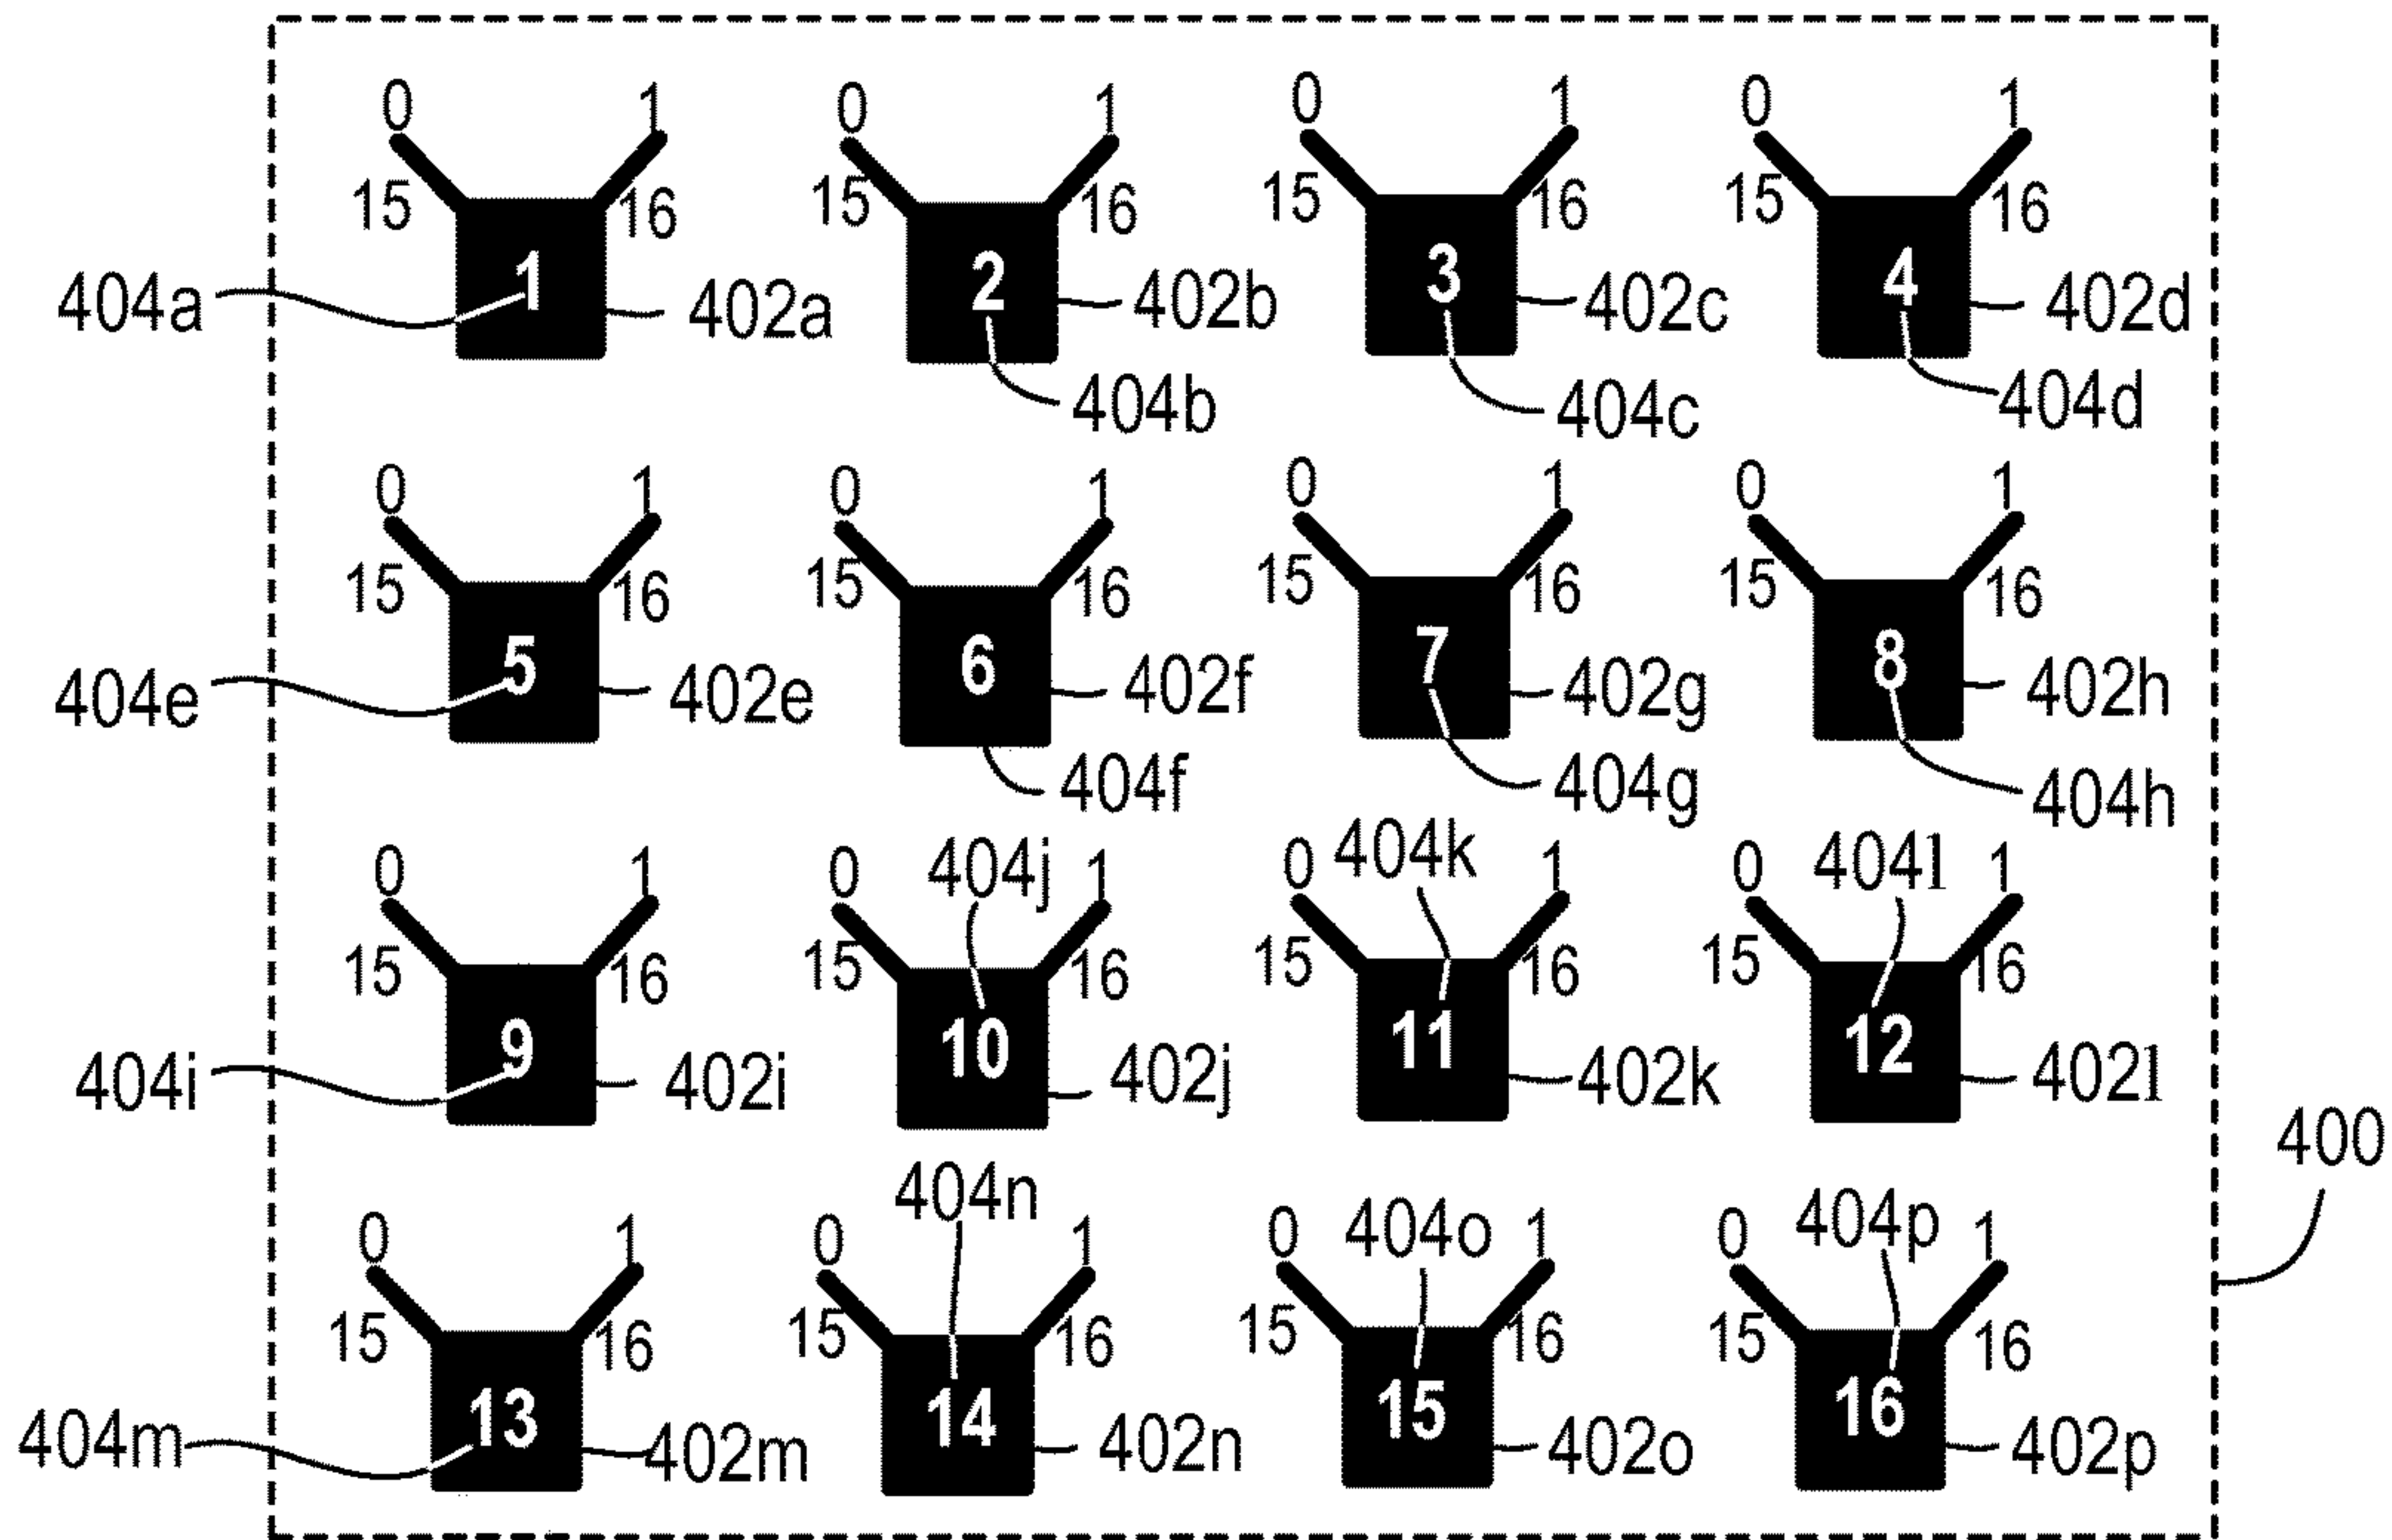 0 1 0 1 0 1 0 1
15 16 15 16 15 16 15 16
404a 1 402a 2 402b 3 402c 4 402d
404b 404c 404d
0 1 0 1 0 1 0 1
15 16 15 16 15 16 15 16
404e 5 402e 6 402f 7 402g 8 402h
404f 404g 404h
0 1 0 404j 1 0 404k 1 0 404l 1
15 16 15 16 15 16 15 16
404i 9 402i 10 402j 11 402k 12 402l
400
404n
0 1 0 1 0 404o 1 0 404p 1
15 16 15 16 15 16 15 16
404m 13 402m 14 402n 15 402o 16 402p